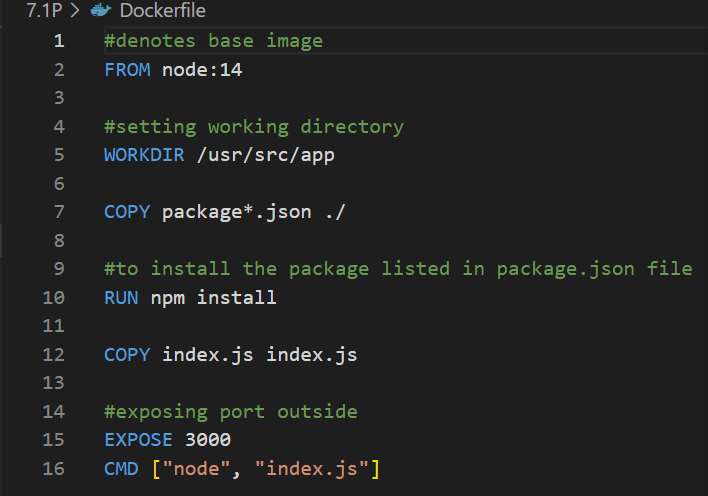 7.1P > Dockerfile
1 #denotes base image
2 FROM node:14
3
4 #setting working directory
5 WORKDIR /usr/src/app
6
7 COPY package*.json ./
8
9 #to install the package listed in package.json file
10 RUN npm install
11
12 COPY index.js index.js
13
14 #exposing port outside
15 EXPOSE 3000
16 CMD ["node", "index.js"]